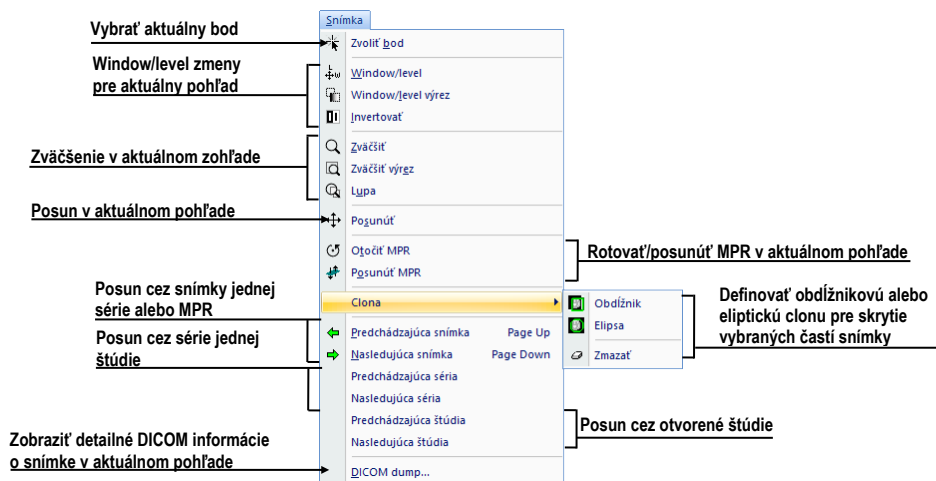 Snímka
Vybrať aktuálny bod
Zvoliť bod
Window/level zmeny
pre aktuálny pohľad
Window/level
Window/level výrez
Invertovať
Zväčšenie v aktuálnom zohľade
Zväčšiť
Zväčšiť výrez
Lupa
Posun v aktuálnom pohľade
Posunúť
Otočiť MPR
Posunúť MPR
Rotovať/posunúť MPR v aktuálnom pohľade
Clona
Obdĺžnik
Elipsa
Zmazať
Definovať obdĺžnikovú alebo
eliptickú clonu pre skrytie
vybraných častí snímky
Posun cez snímky jednej
série alebo MPR
Predchádzajúca snímka Page Up
Nasledujúca snímka Page Down
Posun cez série jednej
štúdie
Predchádzajúca séria
Nasledujúca séria
Predchádzajúca štúdia
Nasledujúca štúdia
Posun cez otvorené štúdie
Zobraziť detailné DICOM informácie
o snímke v aktuálnom pohľade
DICOM dump...